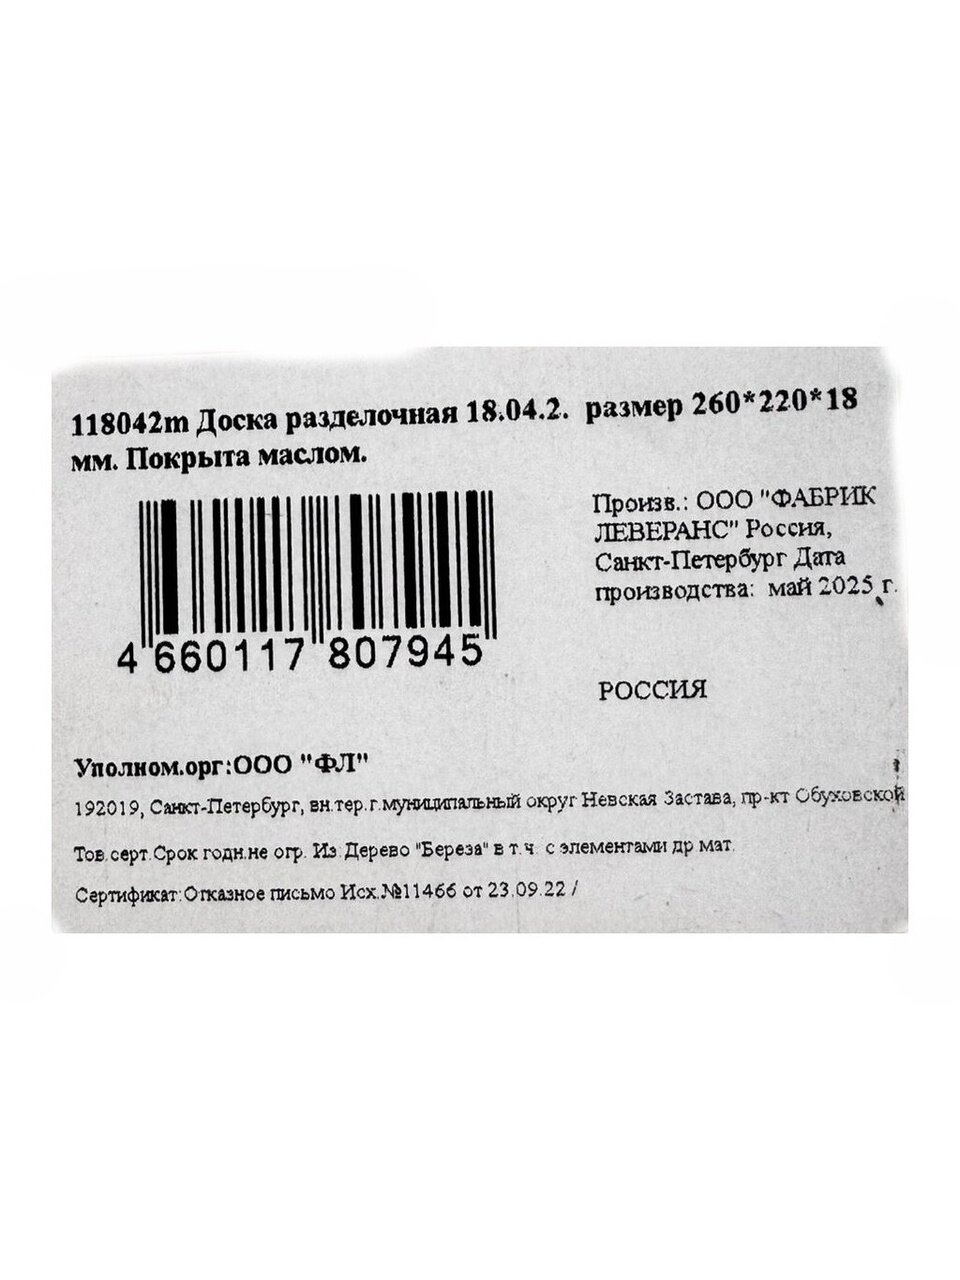 118042m Доска разделочная 18.04.2. размер 260*220*18
мм. Покрыта маслом.
Произв.: ООО "ФАБРИК
ЛЕВЕРАНС" Россия,
Санкт-Петербург Дата
производства: май 2025 г.
4 660117 807945
РОССИЯ
Уполном.орг:ООО "ФЛ"
192019, Санкт-Петербург, вн.тер.г.муниципальный округ Невская Застава, пр-кт Обуховской
Тов.серт.Срок годн.не огр. Из Дерево "Береза" в т.ч. с элементами др мат.
Сертификат:Отказное письмо Исх.№11466 от 23.09.22 /